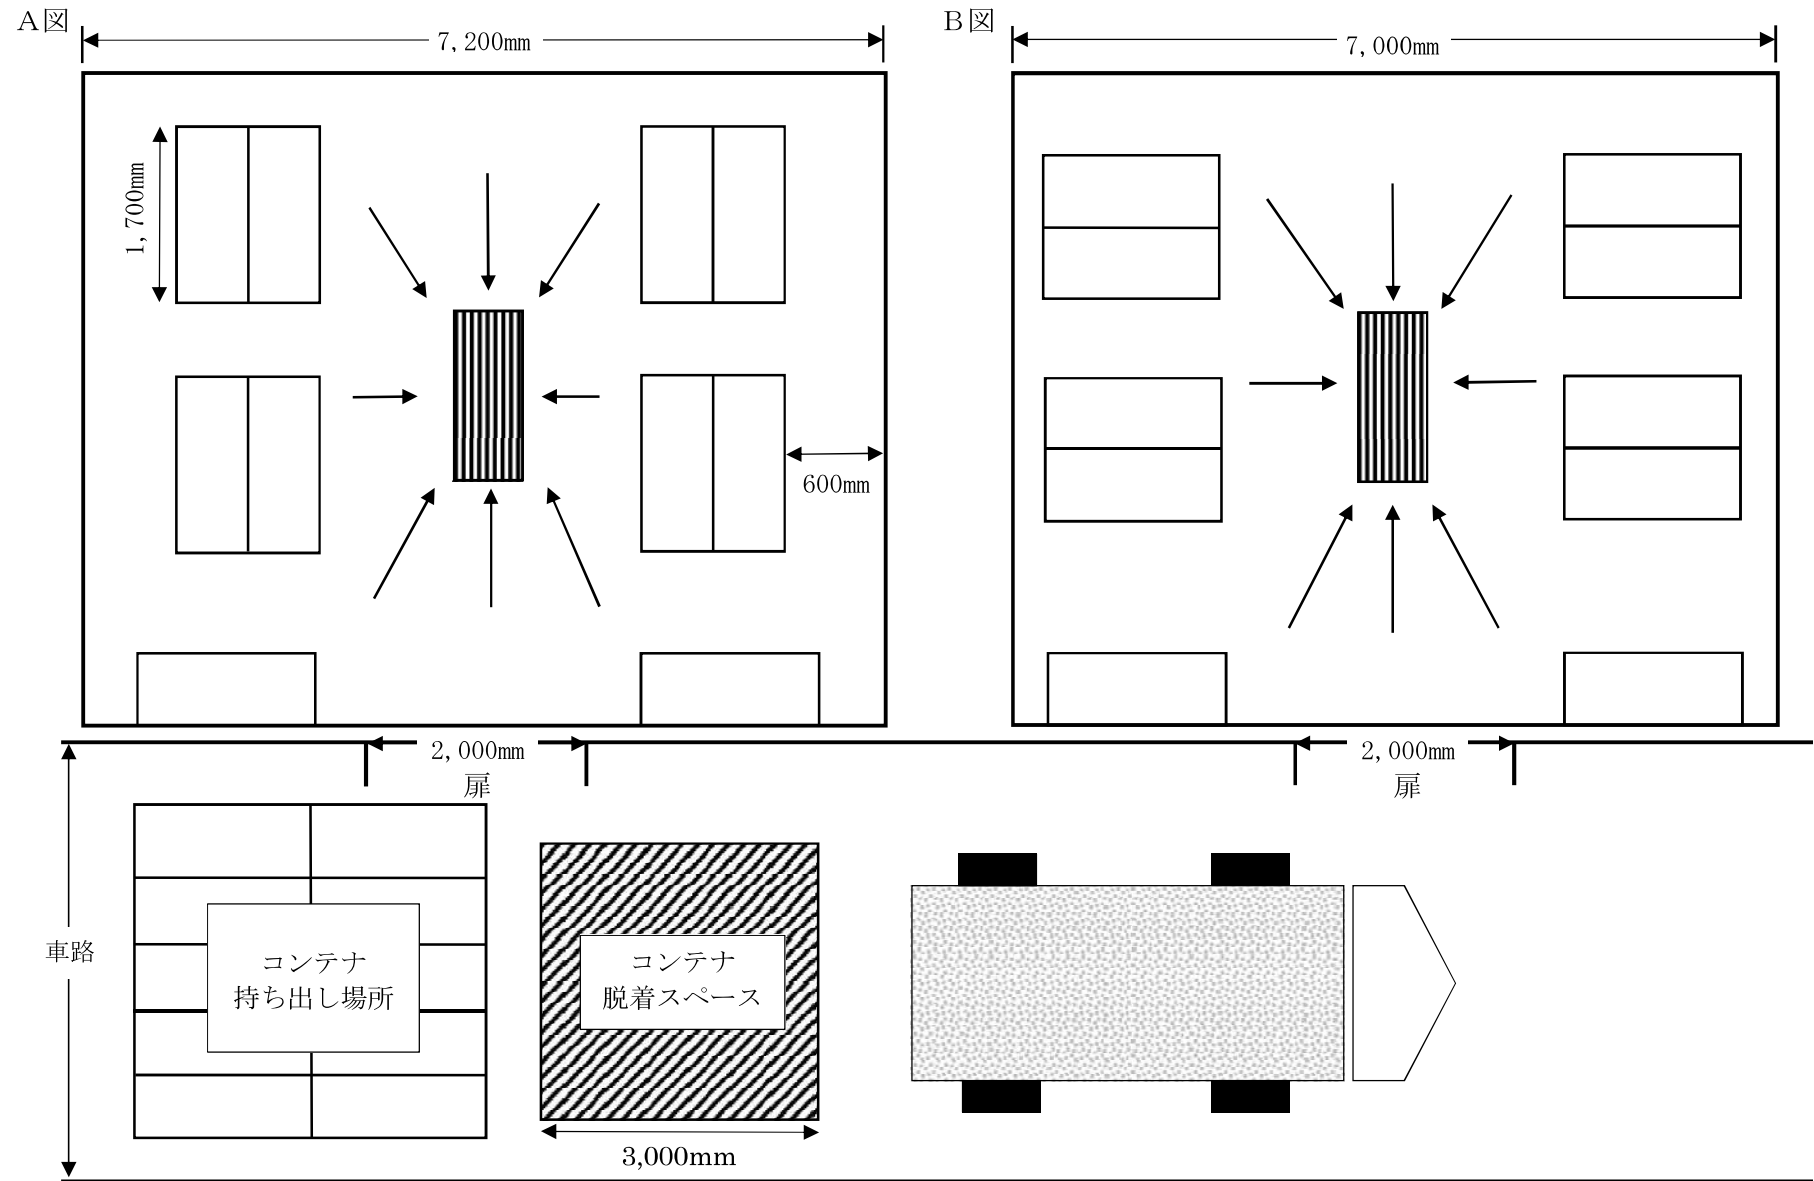 A図
7,200mm
1,700mm
600mm
2,000mm
扉
B図
7,000mm
2,000mm
扉
車路
コンテナ
持ち出し場所
コンテナ
脱着スペース
3,000mm